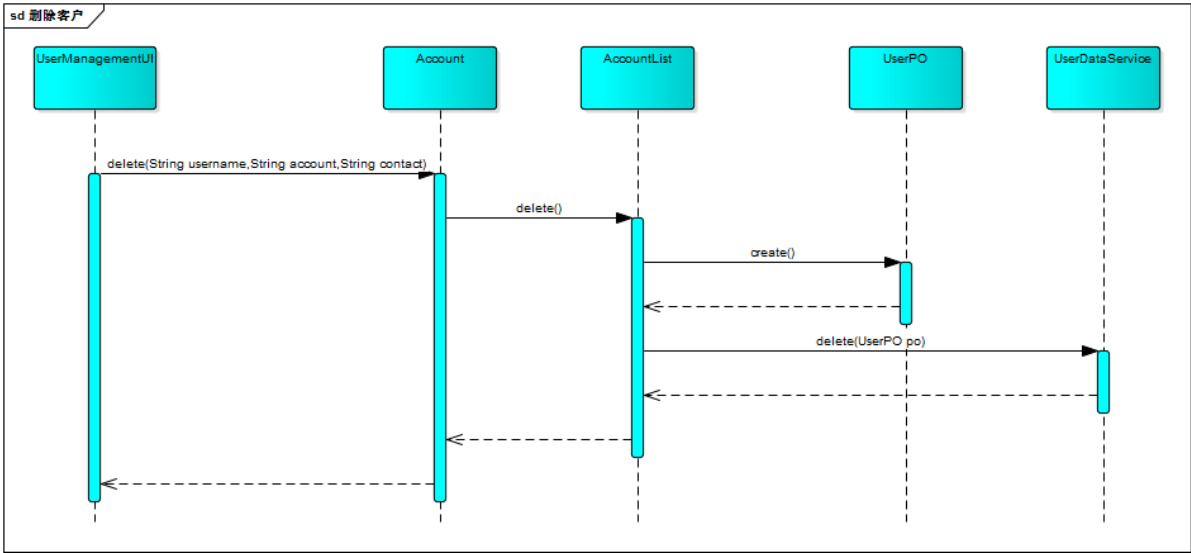 sd 删除客户
UserManagementUI
Account
AccountList
UserPO
UserDataService
delete(String username,String account,String contact)
delete()
create()
delete(UserPO po)